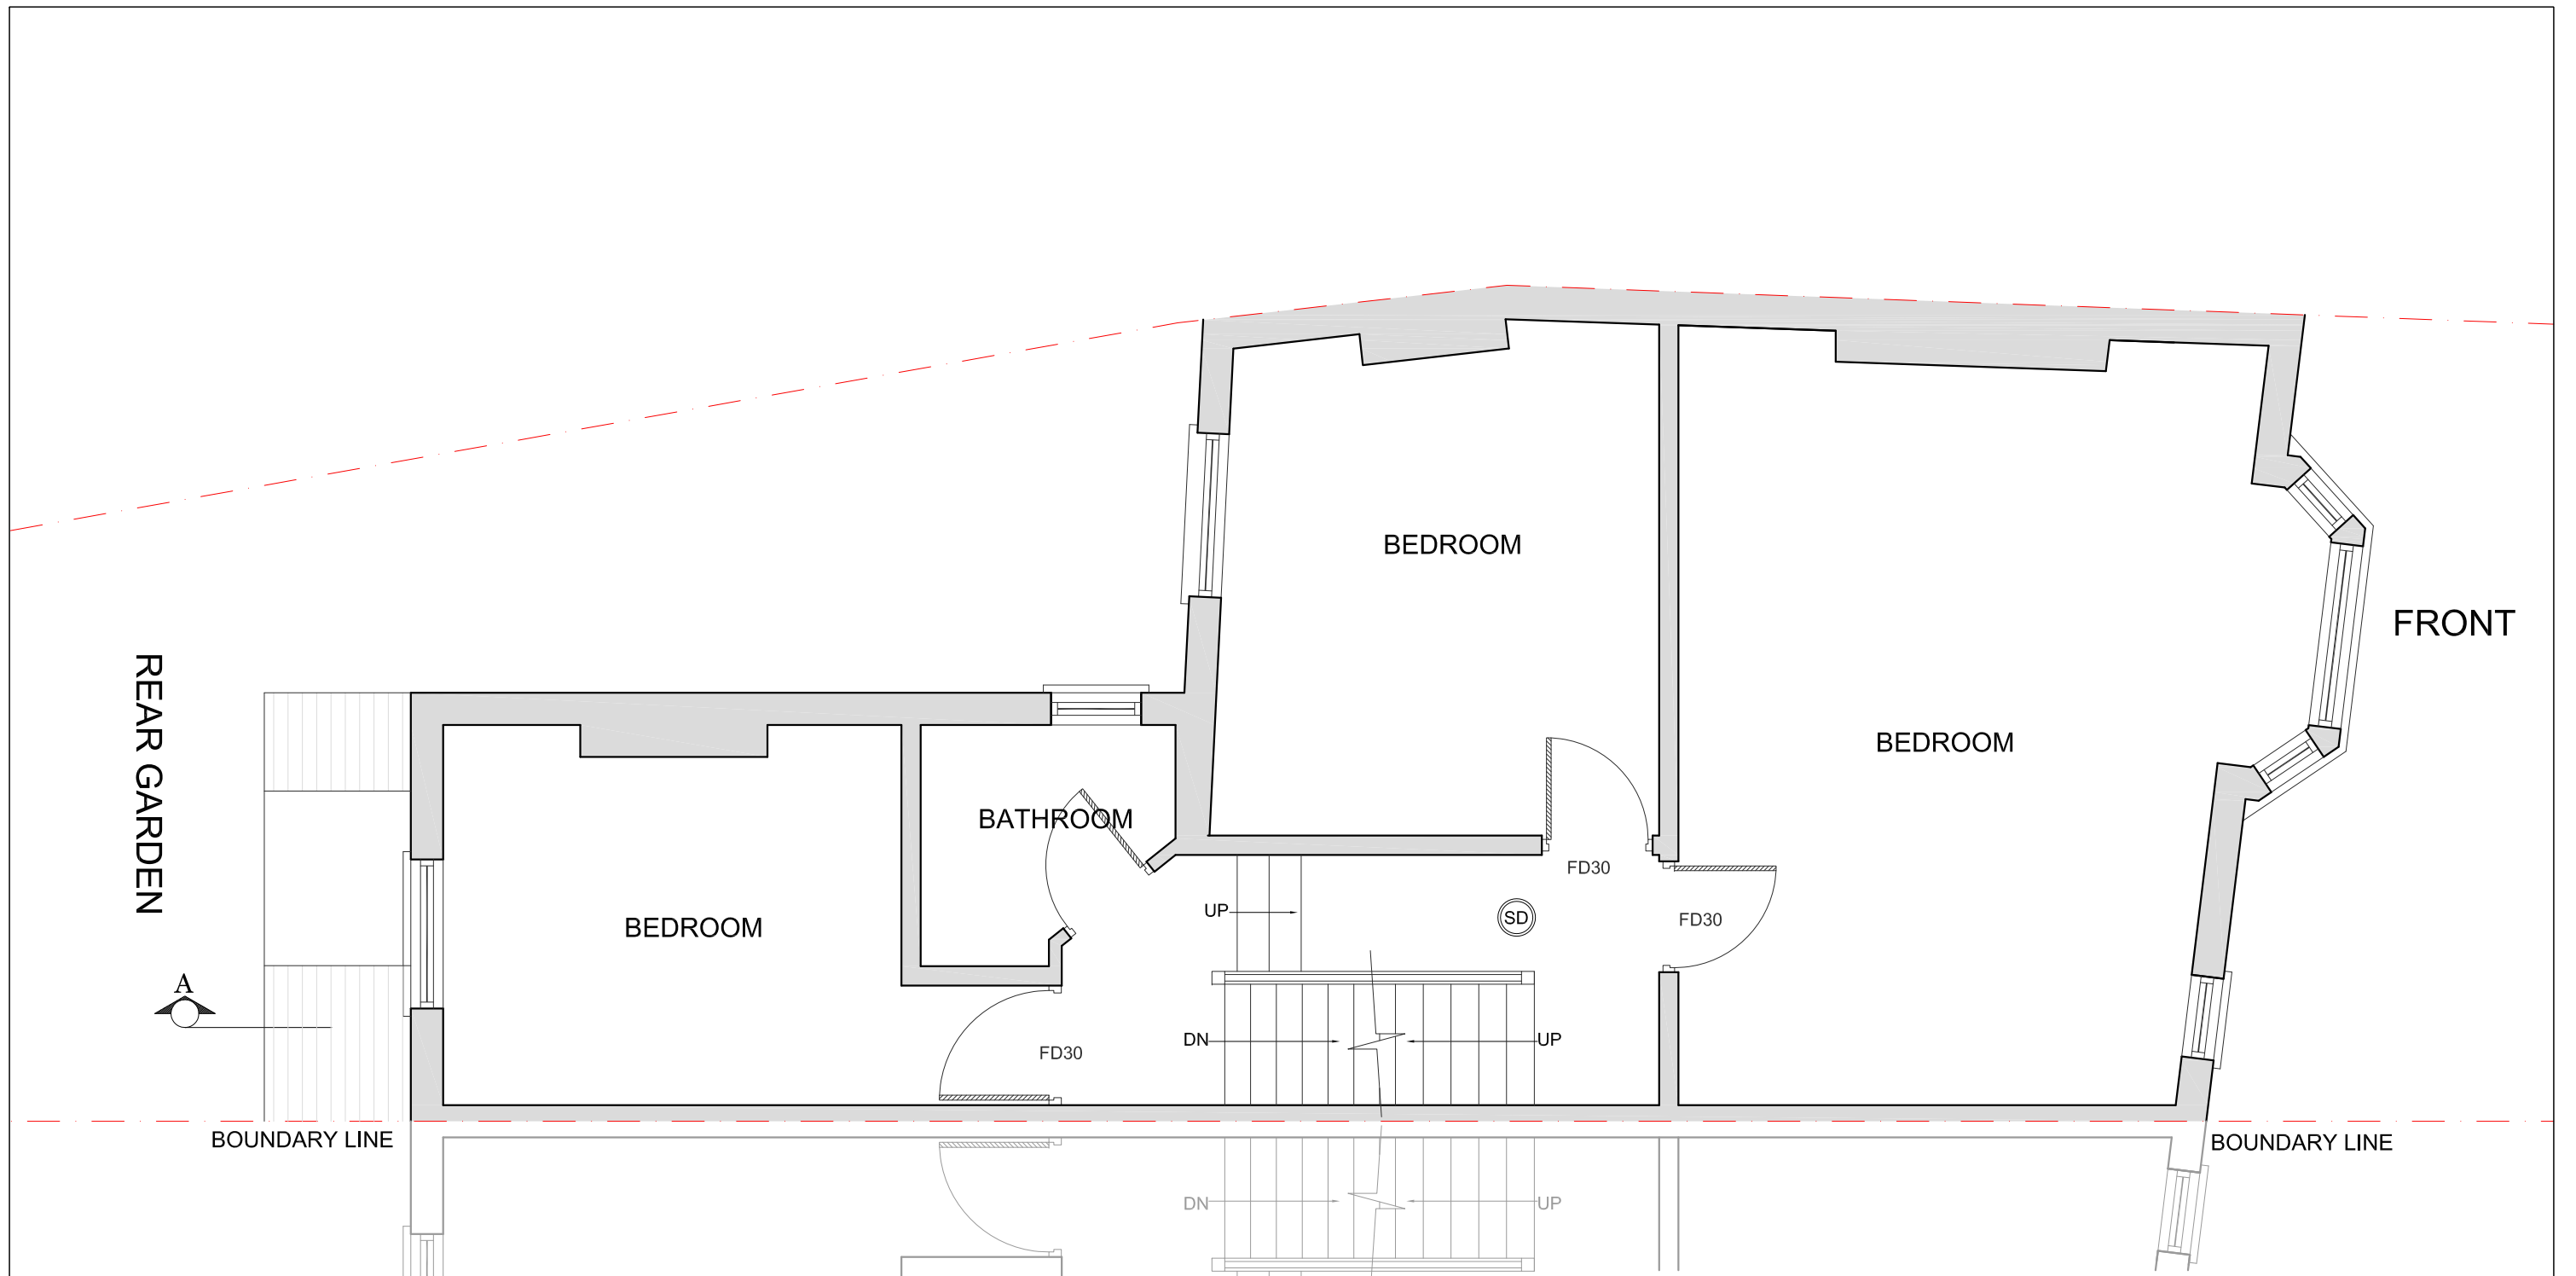 BEDROOM
FRONT
REAR GARDEN
BEDROOM
BATHROOM
FD30
UP
SD
FD30
BEDROOM
A
DN
UP
FD30
BOUNDARY LINE
BOUNDARY LINE
DN
UP